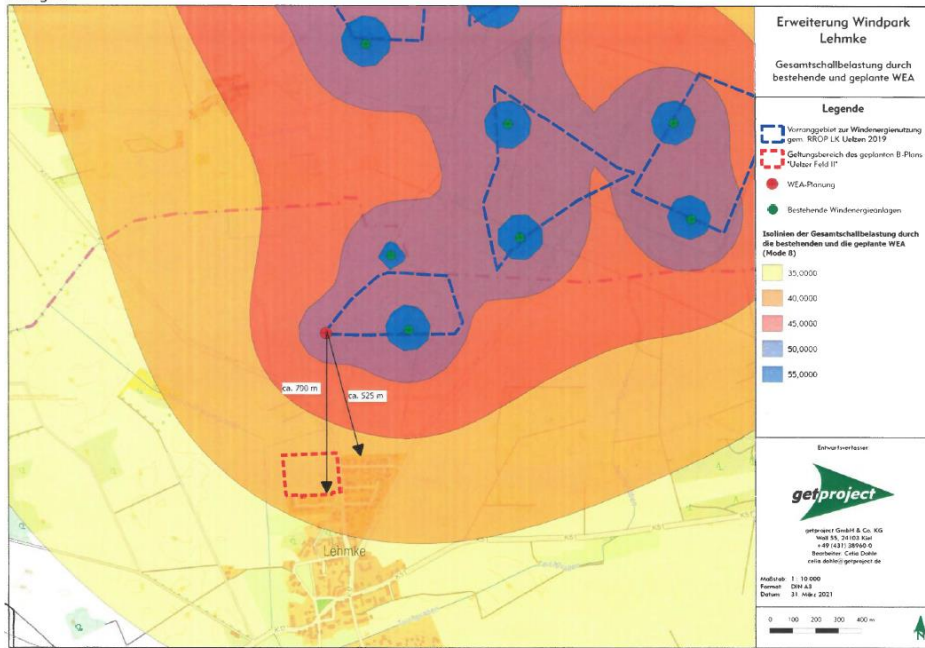 Erweiterung Windpark
Lehmke
Gesamtschallbelastung durch
bestehende und geplante WEA
Legende
Vorranggebiet zur Windenergienutzung
gem. RROP LK Uelzen 2019
Geltungsbereich des geplanten B-Plans
"Uelzer Feld II"
WEA-Planung
Bestehende Windenergieanlagen
Isolinien der Gesamtschallbelastung durch
die bestehenden und die geplante WEA
(Mode 8)
35,0000
40,0000
45,0000
50,0000
55,0000
ca. 700 m
ca. 525 m
Lehmke
Entwurfsverfasser
getproject
getproject GmbH & Co. KG
Wall 55, 24103 Kiel
+49 (431) 38960-0
Bearbeiter: Celia Dahle
celia.dahle@getproject.de
Maßstab: 1: 10.000
Format: DIN A3
Datum: 31. März 2021
0 100 200 300 400 m